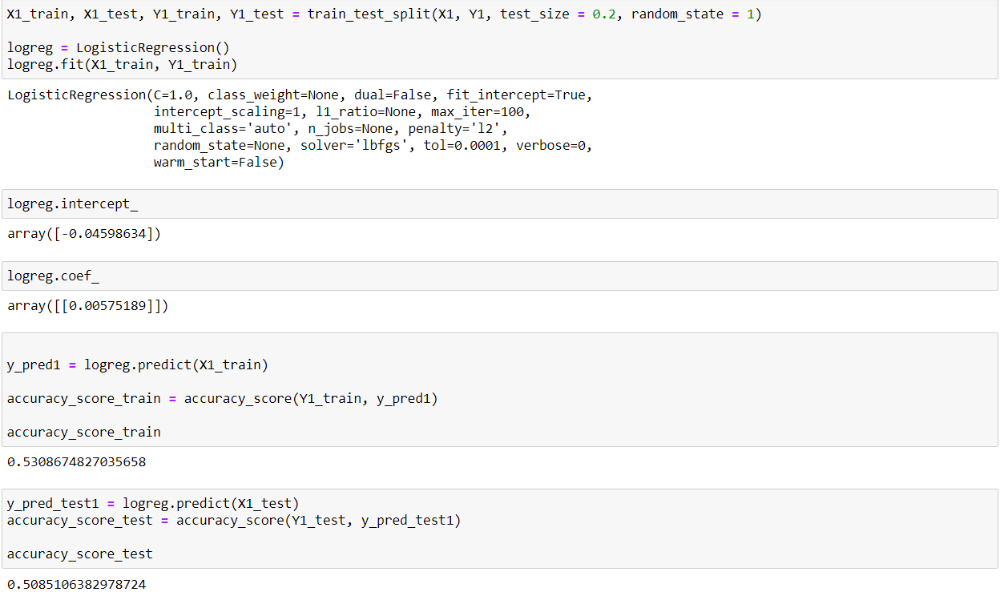 X1_train, X1_test, Y1_train, Y1_test = train_test_split(X1, Y1, test_size = 0.2, random_state = 1)
logreg = LogisticRegression()
logreg.fit(X1_train, Y1_train)
LogisticRegression(C=1.0, class_weight=None, dual=False, fit_intercept=True,
intercept_scaling=1, l1_ratio=None, max_iter=100,
multi_class='auto', n_jobs=None, penalty='l2',
random_state=None, solver='lbfgs', tol=0.0001, verbose=0,
warm_start=False)
logreg.intercept_
array([-0.04598634])
logreg.coef_
array([[0.00575189]])
y_pred1 = logreg.predict(X1_train)
accuracy_score_train = accuracy_score(Y1_train, y_pred1)
accuracy_score_train
0.5308674827035658
y_pred_test1 = logreg.predict(X1_test)
accuracy_score_test = accuracy_score(Y1_test, y_pred_test1)
accuracy_score_test
0.5085106382978724